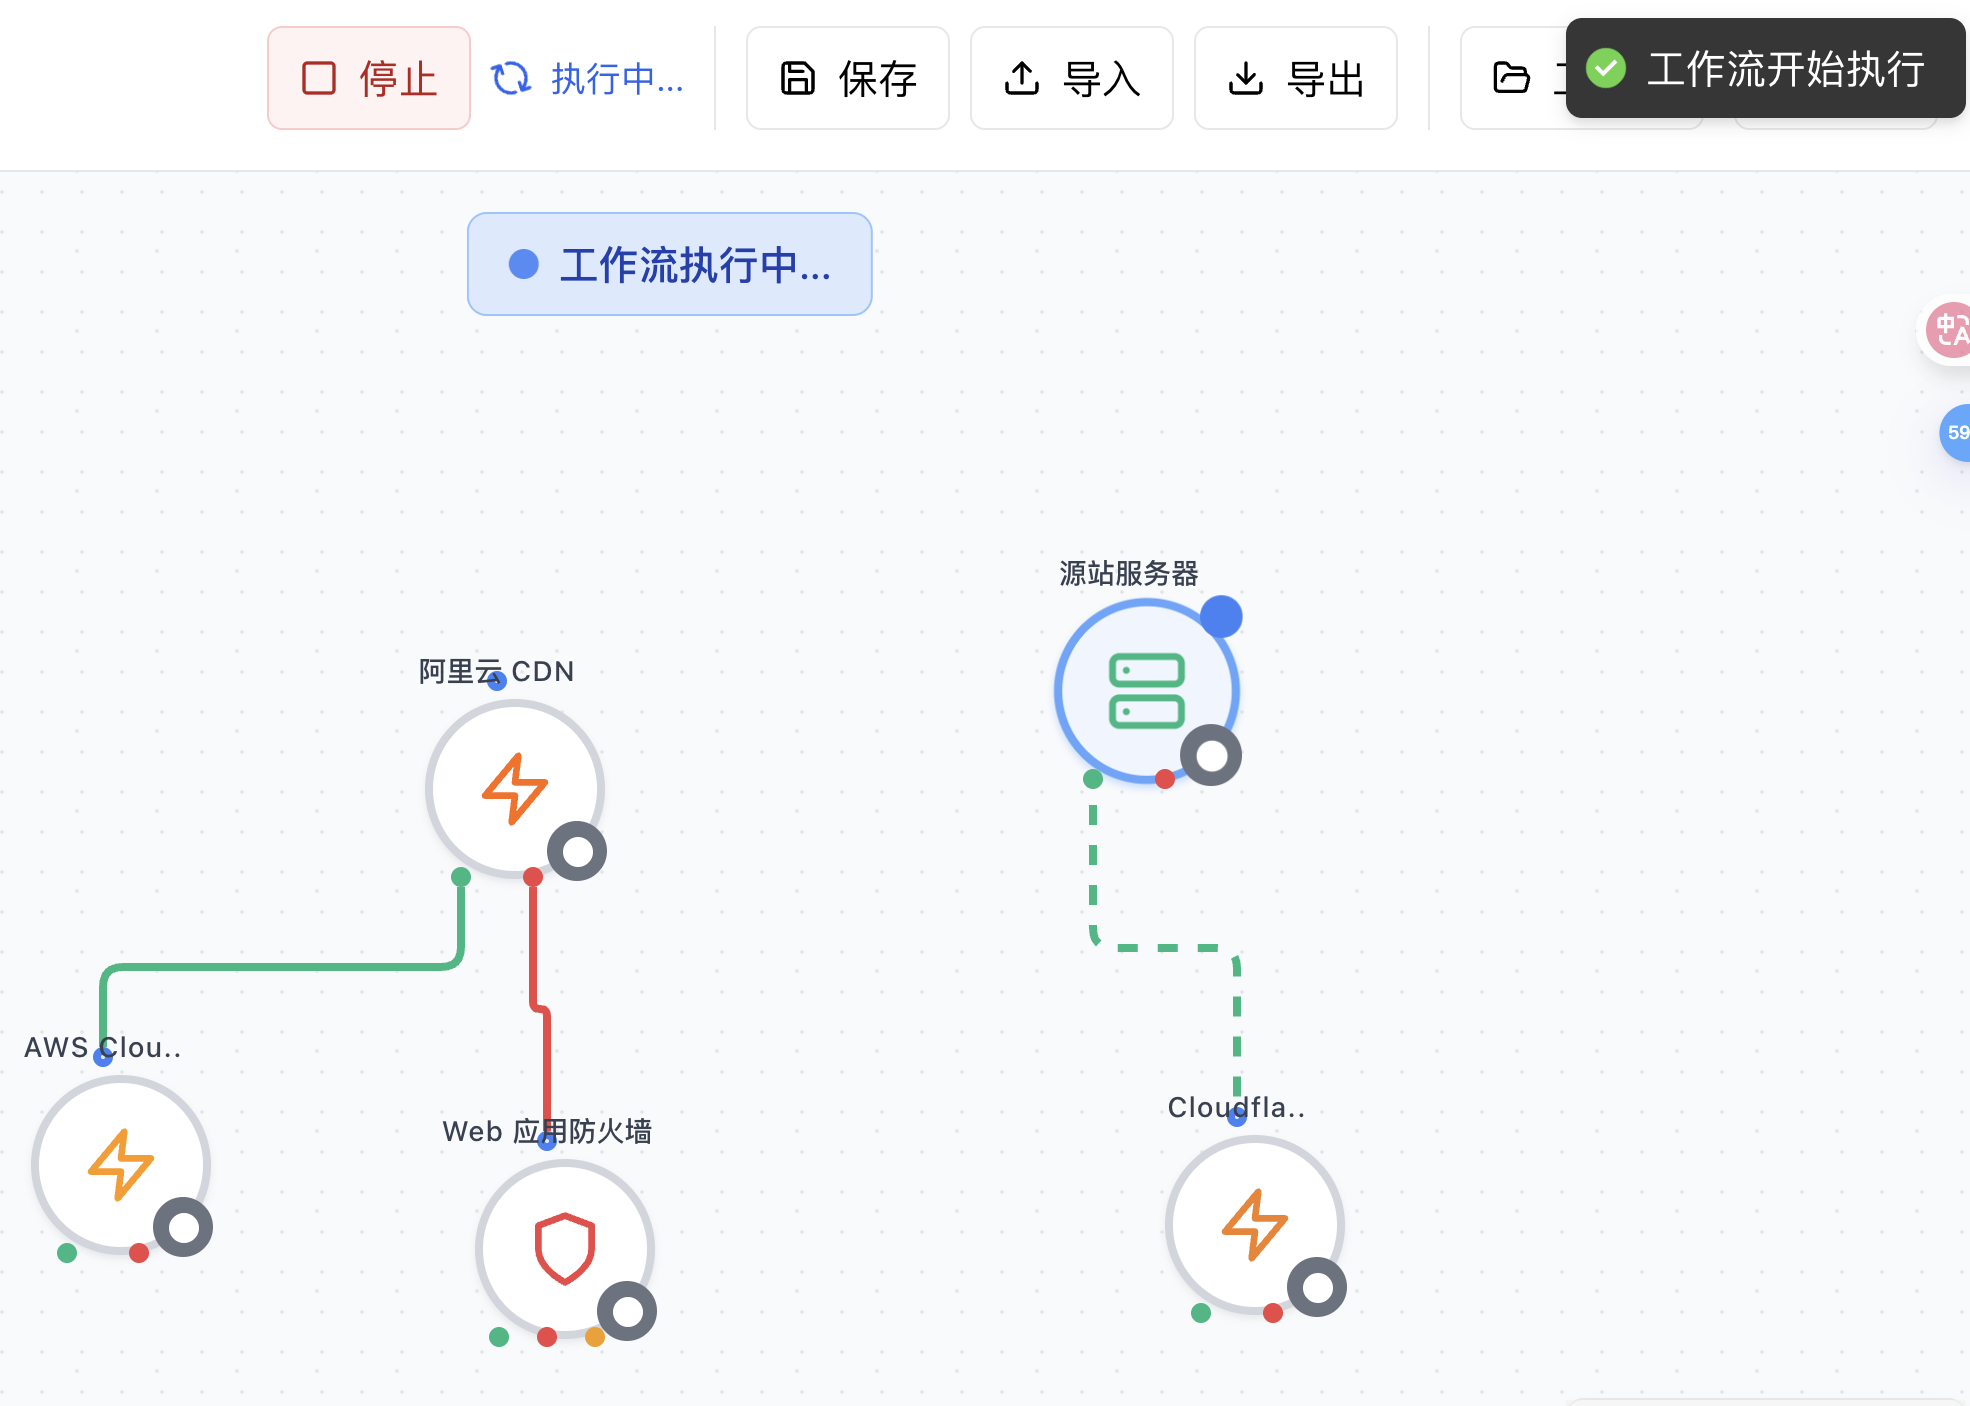 停止
执行中...
保存
导入
导出
工作流开始执行
工作流执行中...
59
源站服务器
阿里云 CDN
AWS Clou..
Web 应用防火墙
Cloudfla..